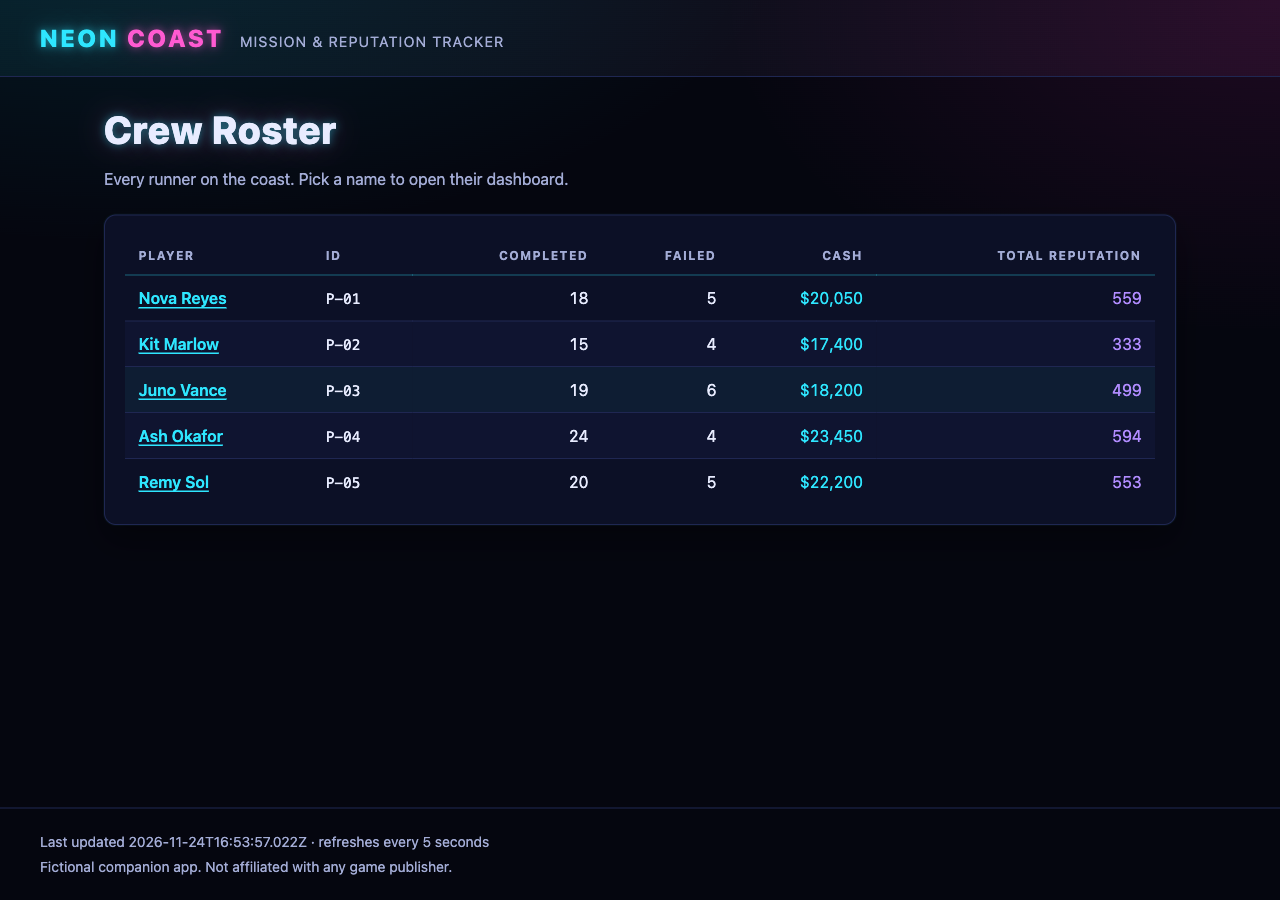 NEON COAST MISSION & REPUTATION TRACKER
Crew Roster
Every runner on the coast. Pick a name to open their dashboard.
PLAYER ID COMPLETED FAILED CASH TOTAL REPUTATION
Nova Reyes P-01 18 5 $20,050 559
Kit Marlow P-02 15 4 $17,400 333
Juno Vance P-03 19 6 $18,200 499
Ash Okafor P-04 24 4 $23,450 594
Remy Sol P-05 20 5 $22,200 553
Last updated 2026-11-24T16:53:57.022Z · refreshes every 5 seconds
Fictional companion app. Not affiliated with any game publisher.